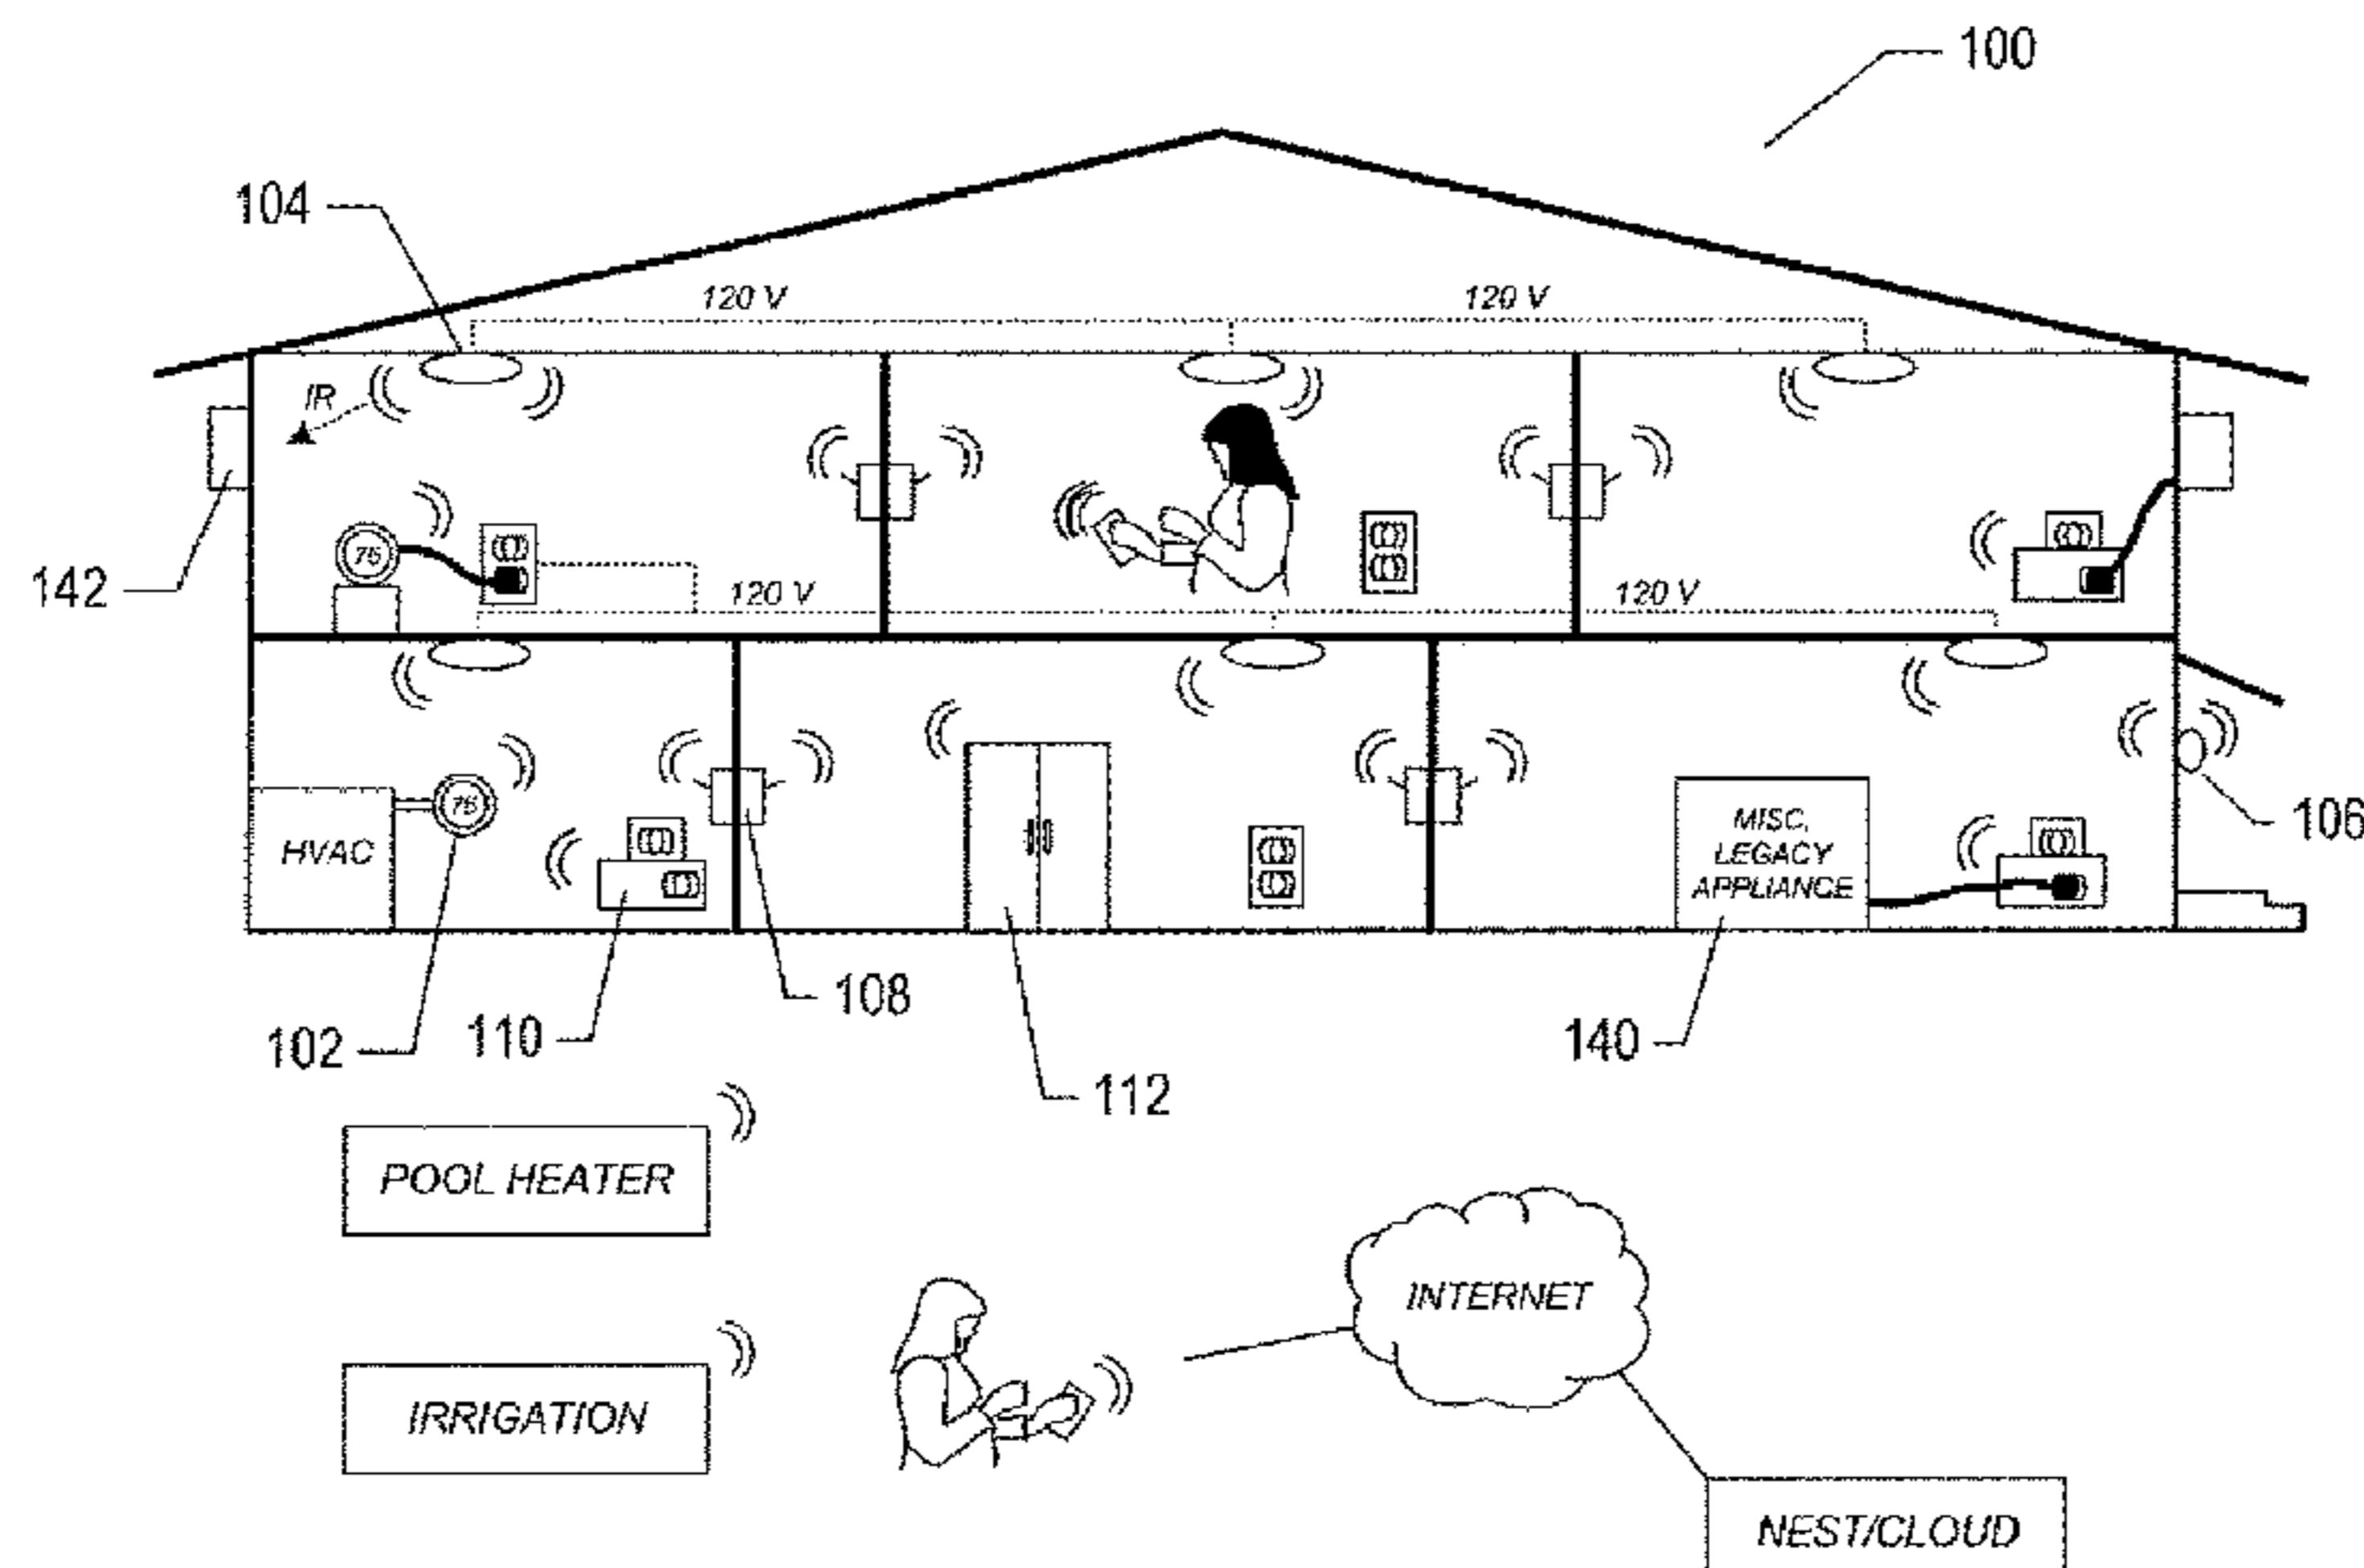 100
104
120 V
120 V
IR
142
75
120 V
120 V
HVAC
75
MISC,
LEGACY
APPLIANCE
106
108
102
110
140
112
POOL HEATER
INTERNET
IRRIGATION
NEST/CLOUD